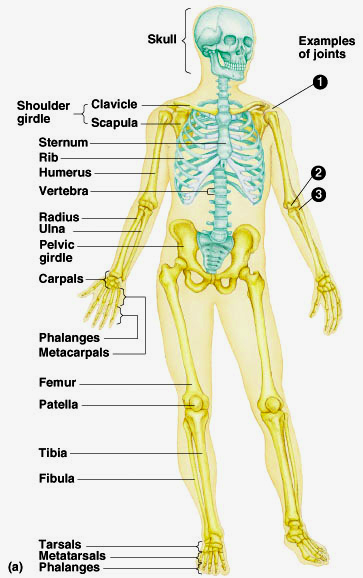 Skull
Examples
of joints
1
Shoulder
girdle
Clavicle
Scapula
Sternum
Rib
Humerus
Vertebra
2
3
Radius
Ulna
Pelvic
girdle
Carpals
Phalanges
Metacarpals
Femur
Patella
Tibia
Fibula
Tarsals
Metatarsals
(a) Phalanges